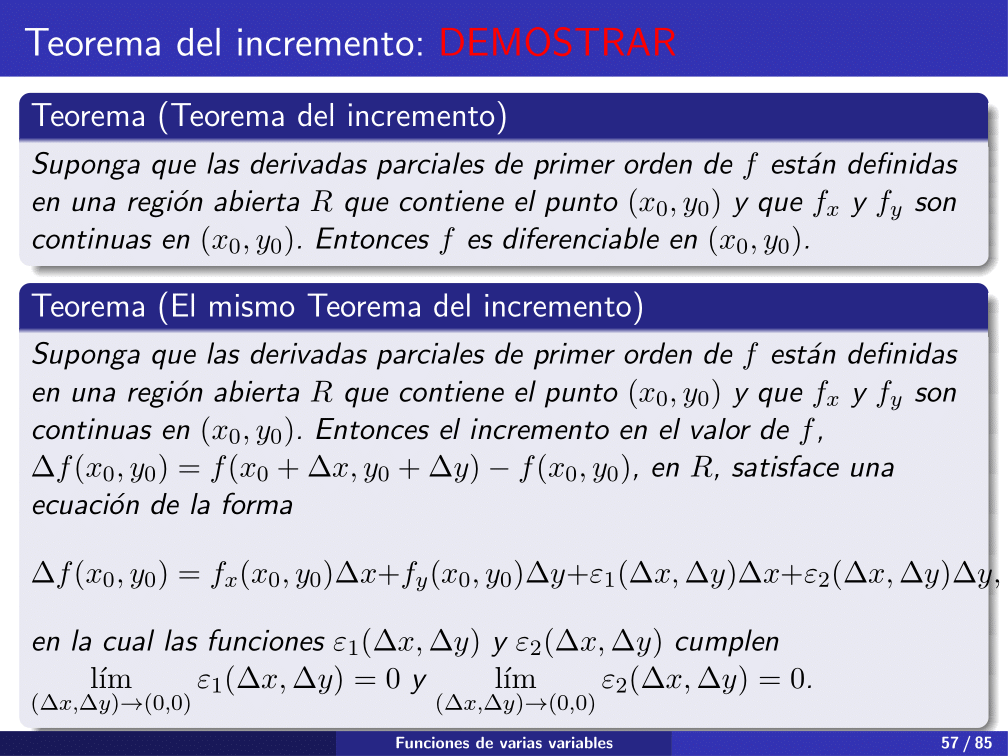 Teorema del incremento: DEMOSTRAR
Teorema (Teorema del incremento)
Suponga que las derivadas parciales de primer orden de f están definidas
en una región abierta R que contiene el punto (x₀, y₀) y que fₓ y f_y son
continuas en (x₀, y₀). Entonces f es diferenciable en (x₀, y₀).
Teorema (El mismo Teorema del incremento)
Suponga que las derivadas parciales de primer orden de f están definidas
en una región abierta R que contiene el punto (x₀, y₀) y que fₓ y f_y son
continuas en (x₀, y₀). Entonces el incremento en el valor de f,
Δf(x₀, y₀) = f(x₀ + Δx, y₀ + Δy) − f(x₀, y₀), en R, satisface una
ecuación de la forma
Δf(x₀, y₀) = fₓ(x₀, y₀)Δx+f_y(x₀, y₀)Δy+ε₁(Δx, Δy)Δx+ε₂(Δx, Δy)Δy,
en la cual las funciones ε₁(Δx, Δy) y ε₂(Δx, Δy) cumplen
lím ε₁(Δx, Δy) = 0 y lím ε₂(Δx, Δy) = 0.
(Δx,Δy)→(0,0) (Δx,Δy)→(0,0)
Funciones de varias variables 57 / 85